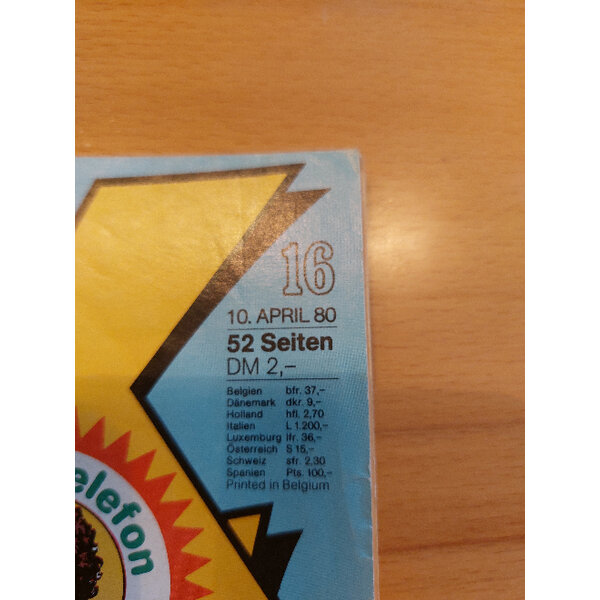 16
10. APRIL 80
52 Seiten
DM 2,–
Belgien bfr. 37,–
Dänemark dkr. 9,–
Holland hfl. 2,70
Italien L 1.200,–
Luxemburg lfr. 36,–
Österreich S 15,–
Schweiz sfr. 2,30
Spanien Pts. 100,–
Printed in Belgium
elefon